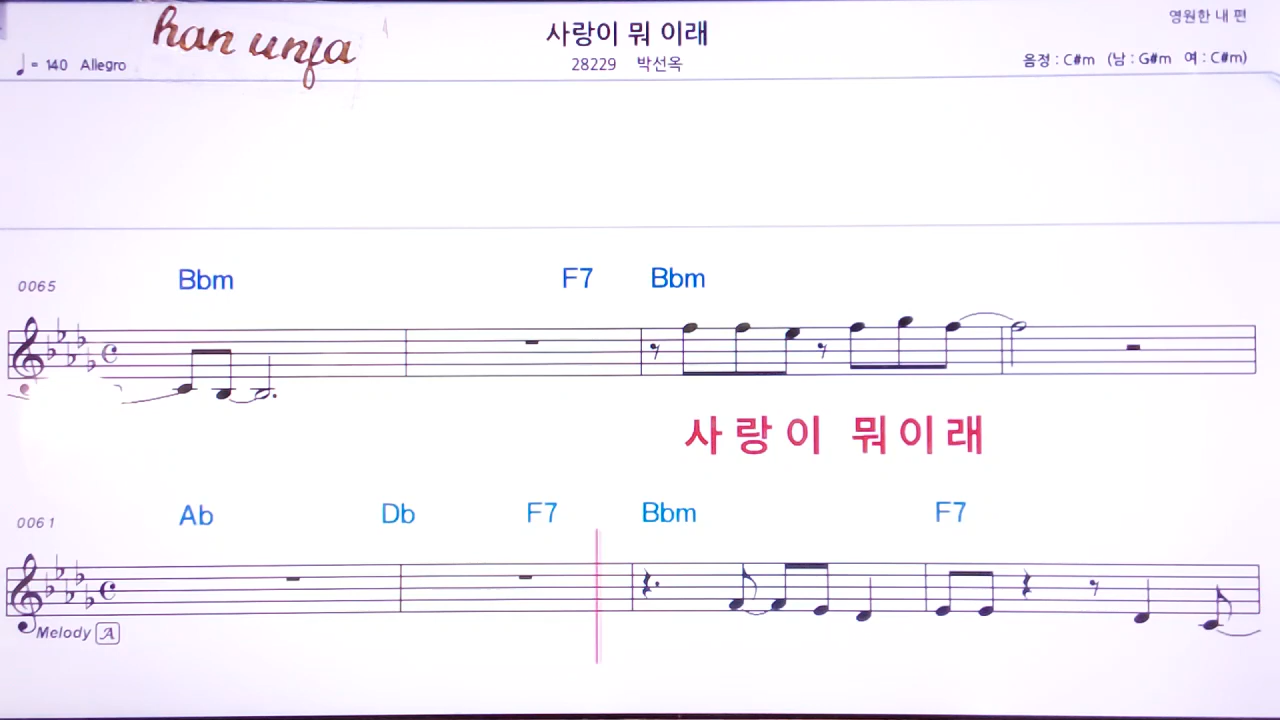 영원한 내 편
han unja
사랑이 뭐 이래
♩= 140 Allegro
28229 박선옥
음정 : C#m (남 : G#m 여 : C#m)
Bbm F7 Bbm
0065
사랑이 뭐이래
Ab Db F7 Bbm F7
0061
Melody A